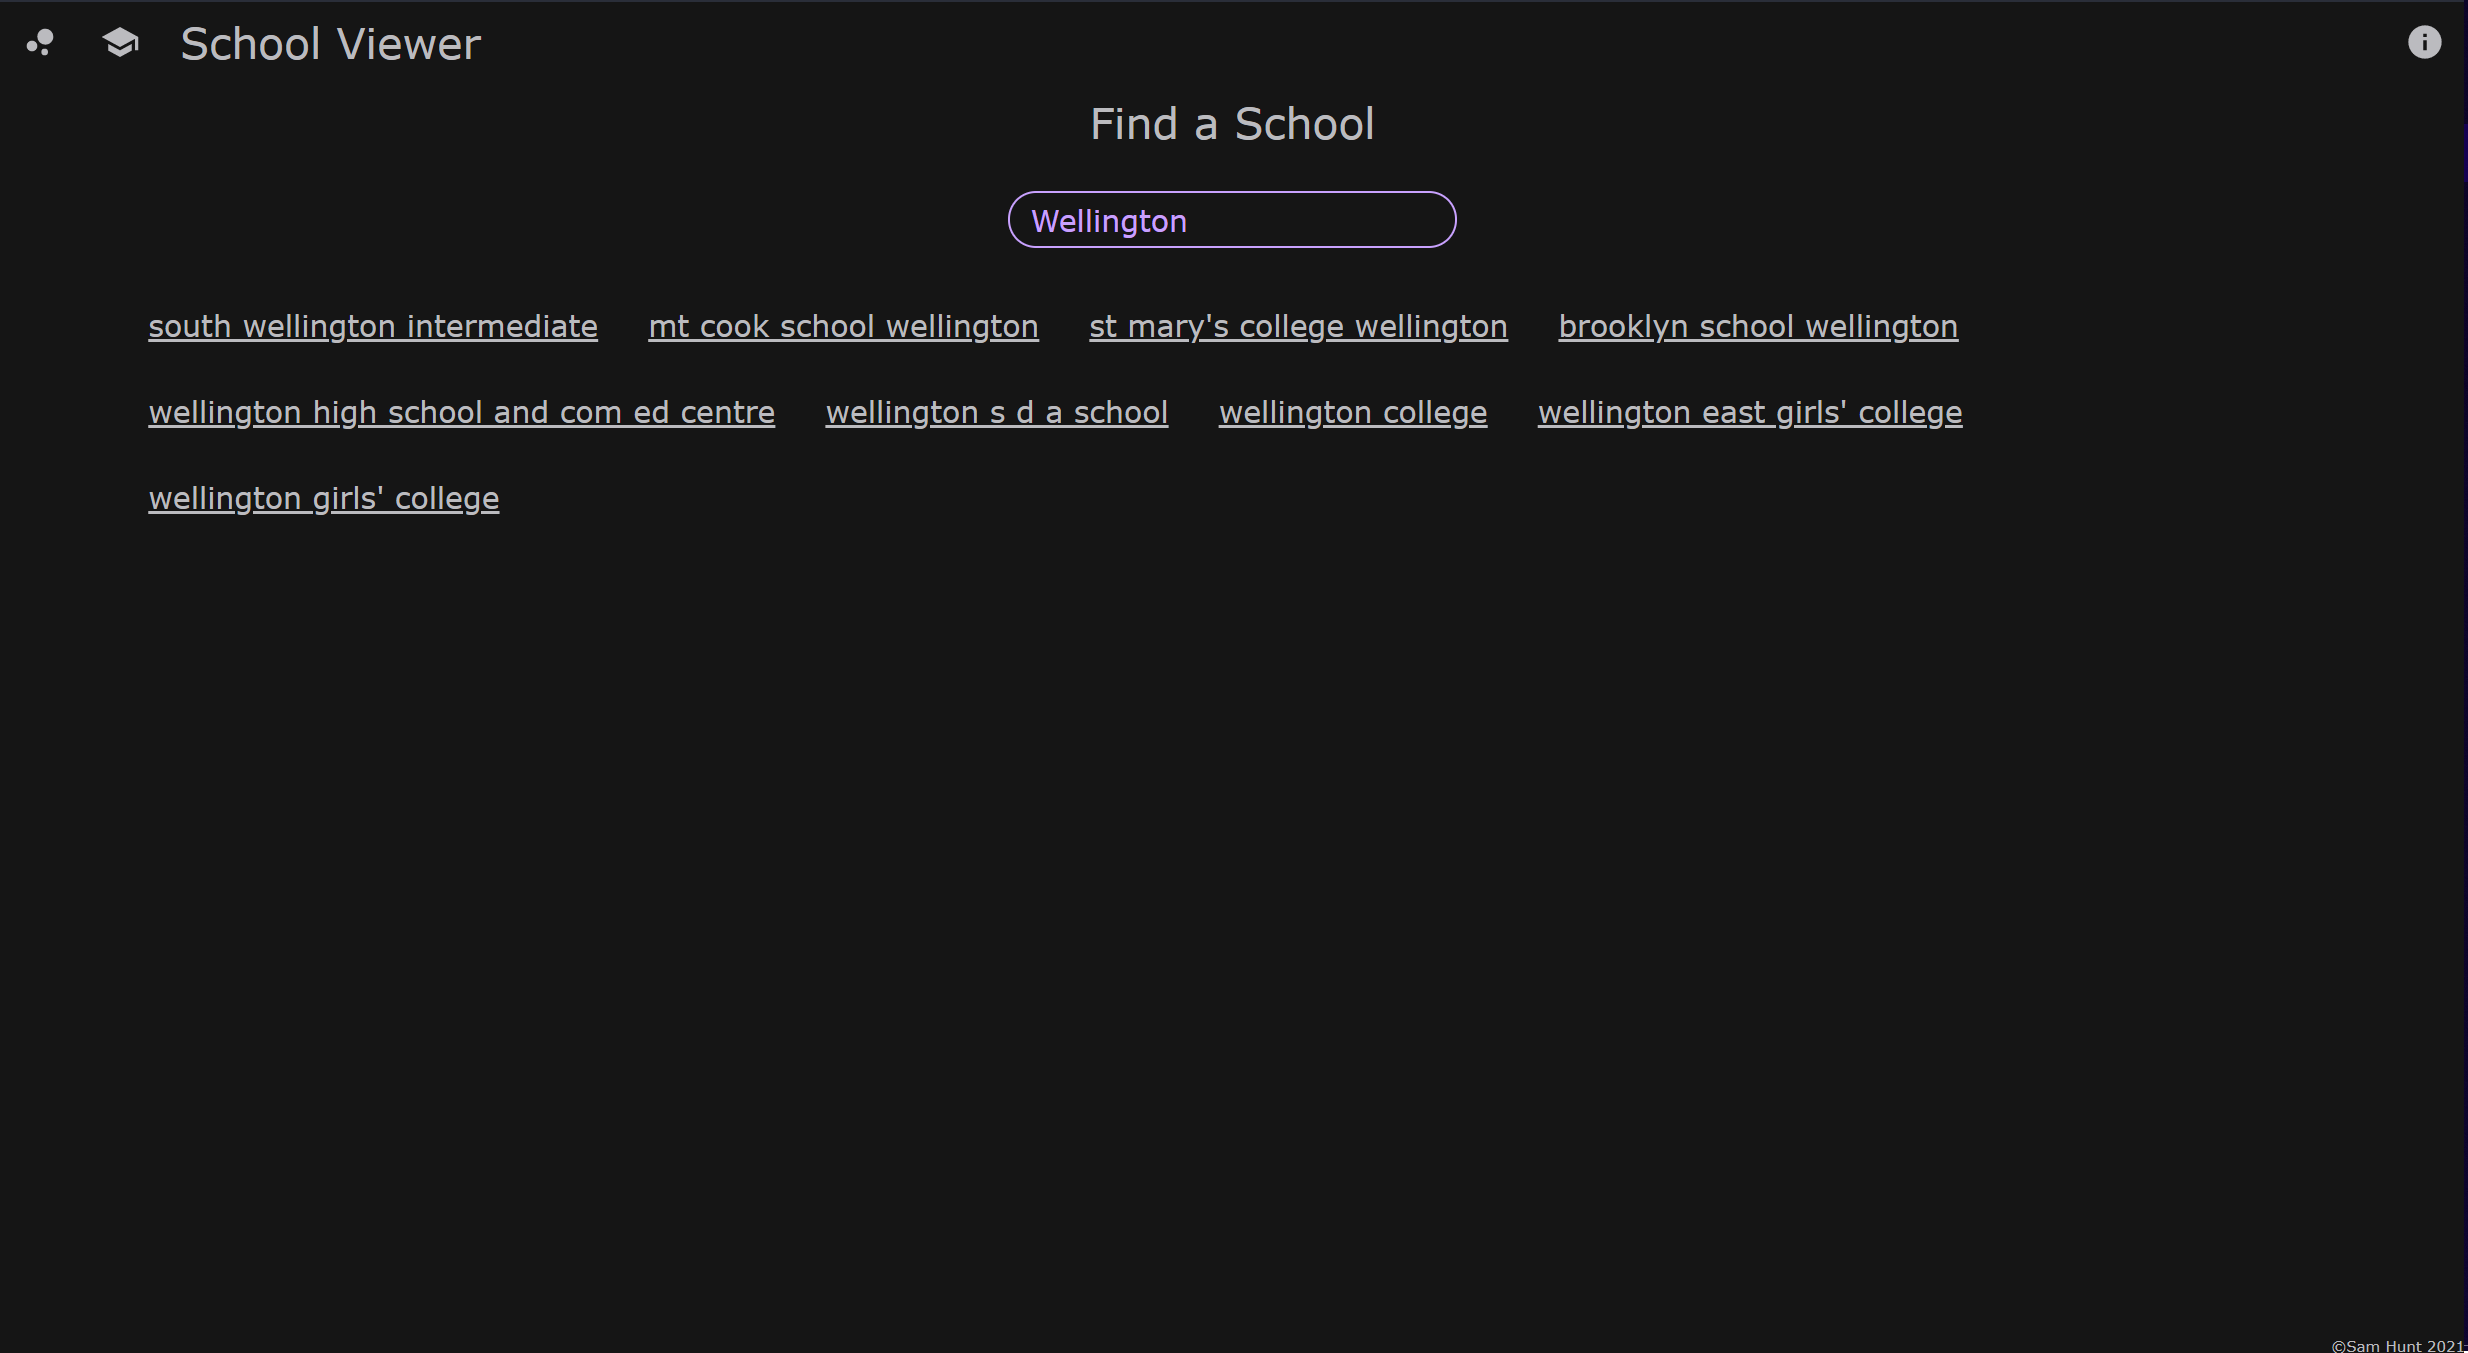 School Viewer
Find a School
Wellington
south wellington intermediate mt cook school wellington st mary's college wellington brooklyn school wellington
wellington high school and com ed centre wellington s d a school wellington college wellington east girls' college
wellington girls' college
©Sam Hunt 2021